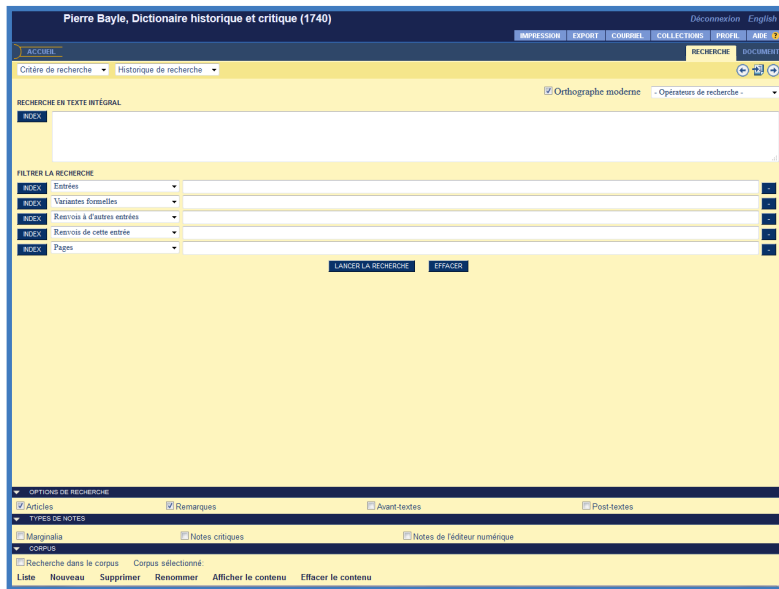 Pierre Bayle, Dictionaire historique et critique (1740)
Déconnexion English
IMPRESSION EXPORT COURRIEL COLLECTIONS PROFIL AIDE ?
ACCUEIL RECHERCHE DOCUMENT
Critère de recherche Historique de recherche
Orthographe moderne - Opérateurs de recherche -
RECHERCHE EN TEXTE INTÉGRAL
INDEX
FILTRER LA RECHERCHE
INDEX Entrées -
INDEX Variantes formelles -
INDEX Renvois à d'autres entrées -
INDEX Renvois de cette entrée -
INDEX Pages -
LANCER LA RECHERCHE EFFACER
OPTIONS DE RECHERCHE
Articles Remarques Avant-textes Post-textes
TYPES DE NOTES
Marginalia Notes critiques Notes de l'éditeur numérique
CORPUS
Recherche dans le corpus Corpus sélectionné:
Liste Nouveau Supprimer Renommer Afficher le contenu Effacer le contenu